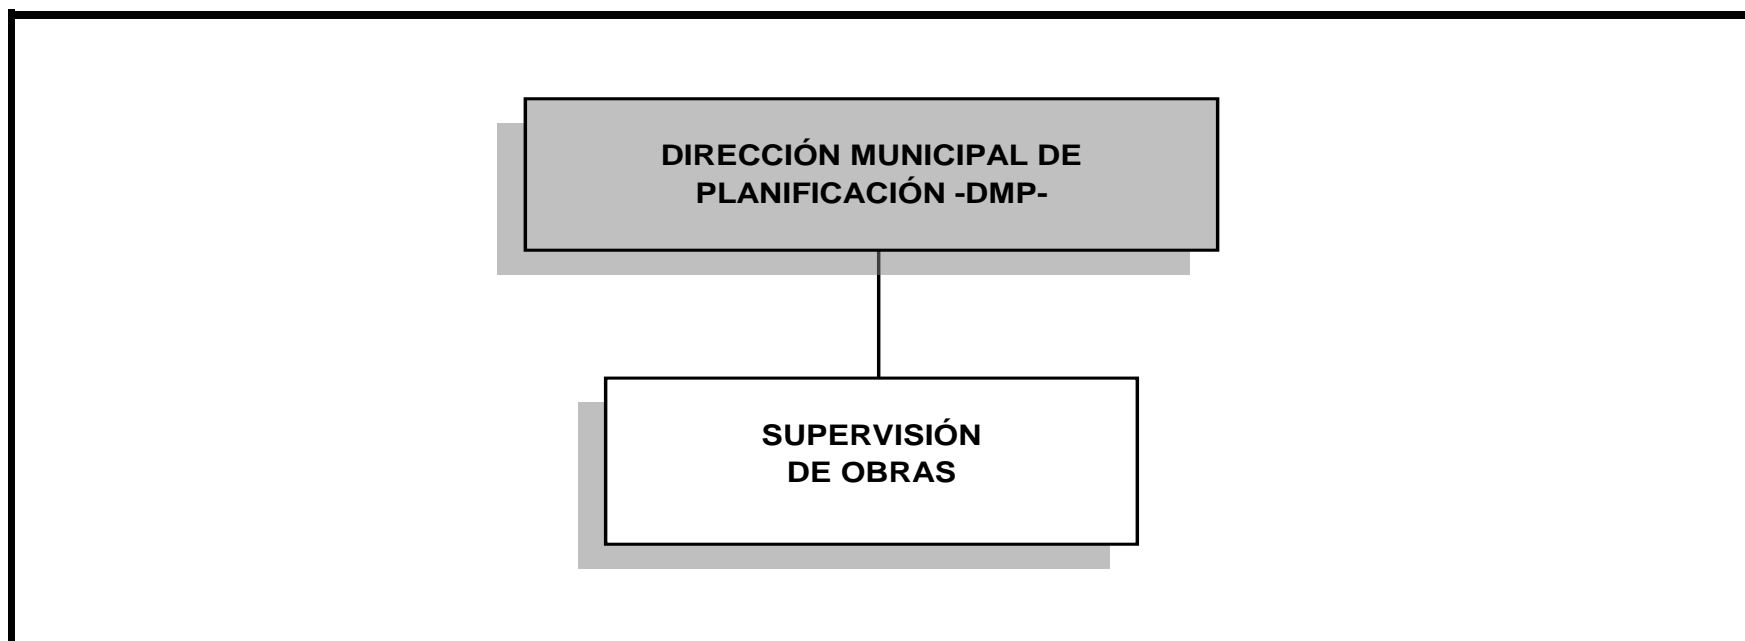 DIRECCIÓN MUNICIPAL DE
PLANIFICACIÓN -DMP-
SUPERVISIÓN
DE OBRAS